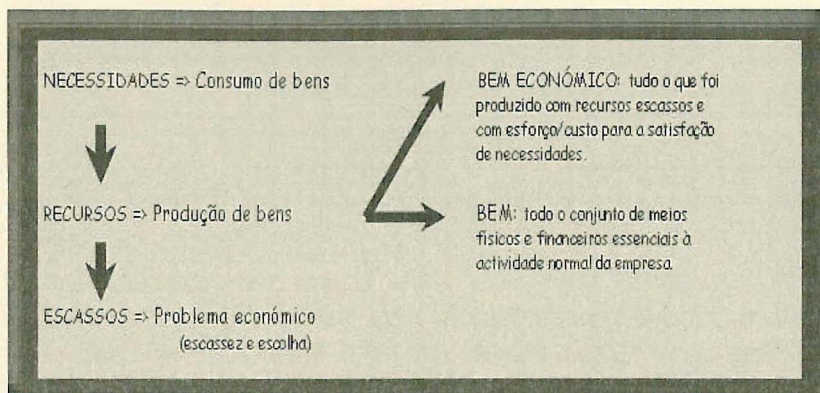 NECESSIDADES => Consumo de bens
RECURSOS => Produção de bens
ESCASSOS => Problema económico
(escassez e escolha)
BEM ECONÓMICO: tudo o que foi
produzido com recursos escassos e
com esforço/custo para a satisfação
de necessidades.
BEM: todo o conjunto de meios
físicos e financeiros essenciais à
actividade normal da empresa